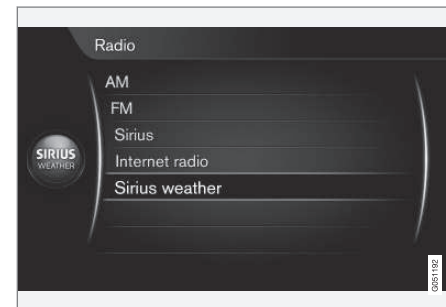 Radio
AM
FM
Sirius
Internet radio
SIRIUS
WEATHER
Sirius weather
G051192